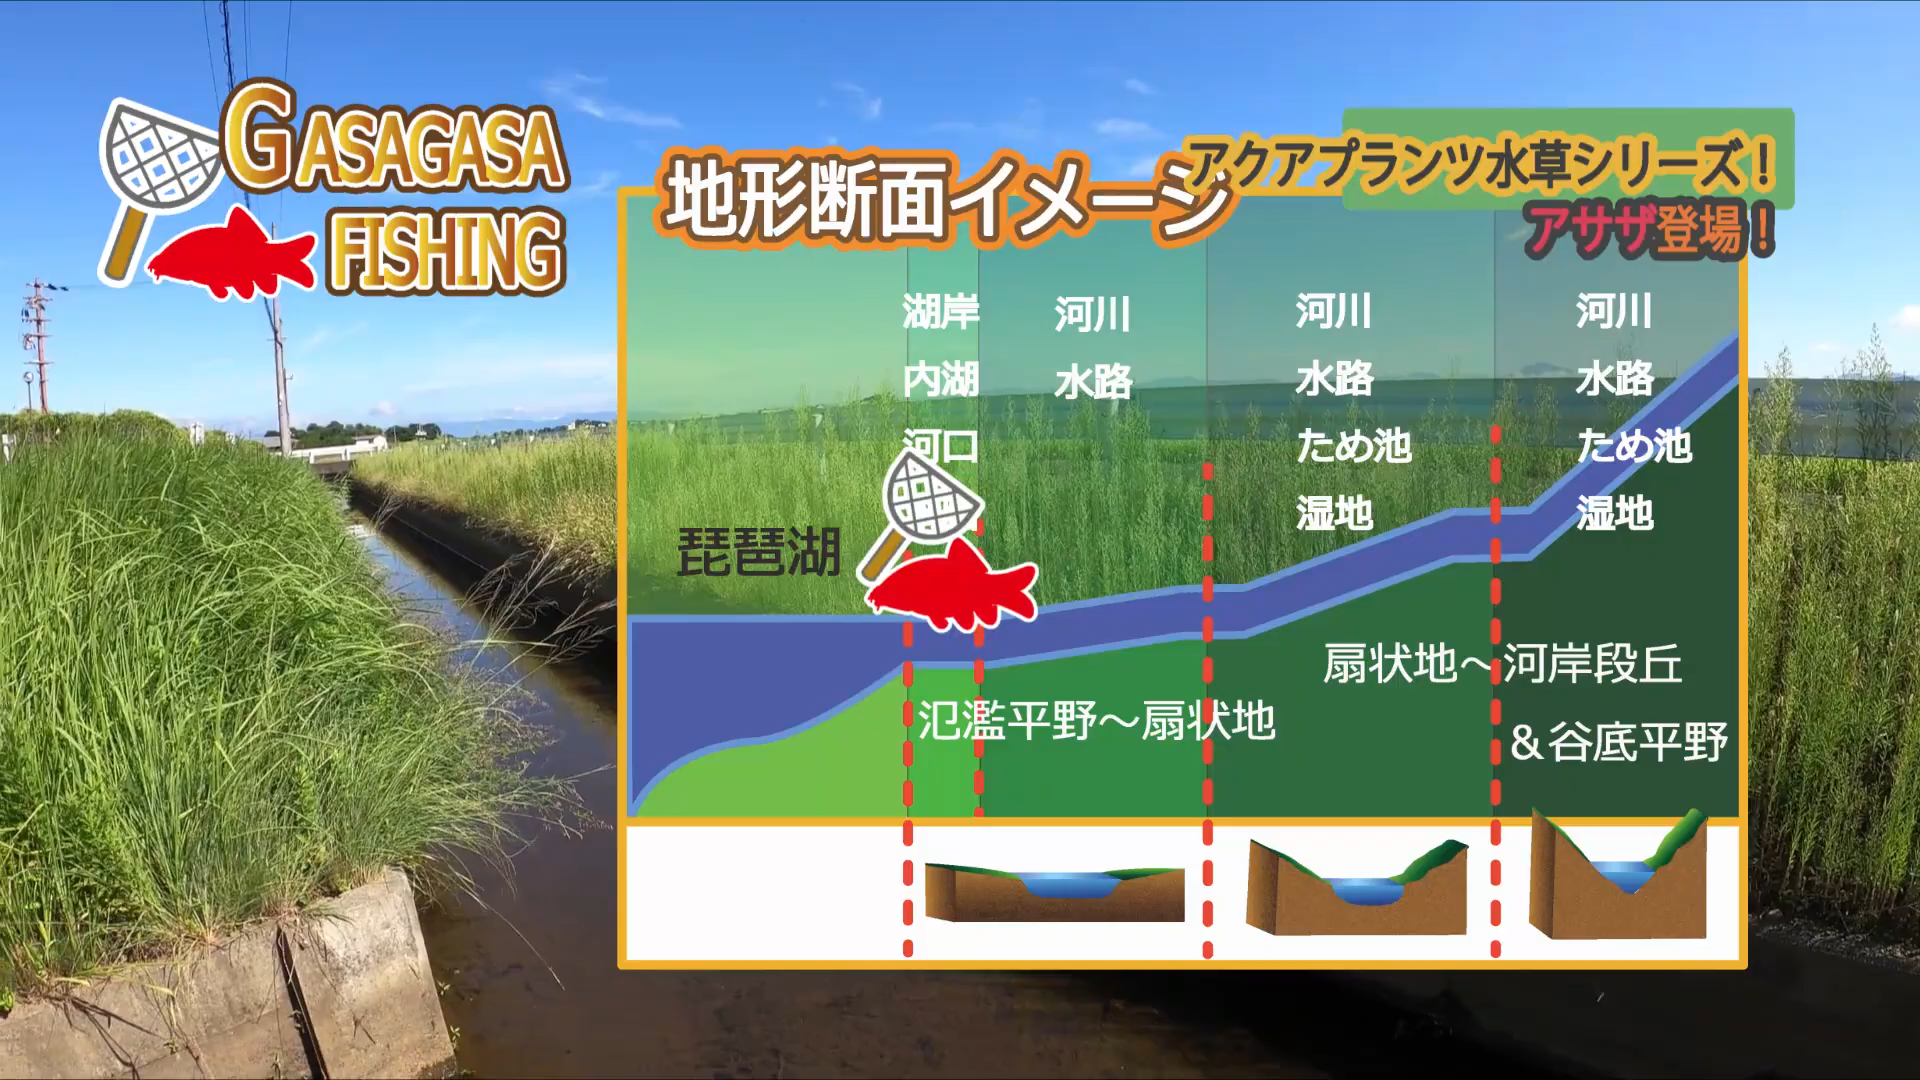 GASAGASA
FISHING
地形断面イメージ
アクアプランツ水草シリーズ！
アサザ登場！
湖岸
内湖
河口
河川
水路
河川
水路
ため池
湿地
河川
水路
ため池
湿地
琵琶湖
氾濫平野～扇状地
扇状地～河岸段丘
＆谷底平野